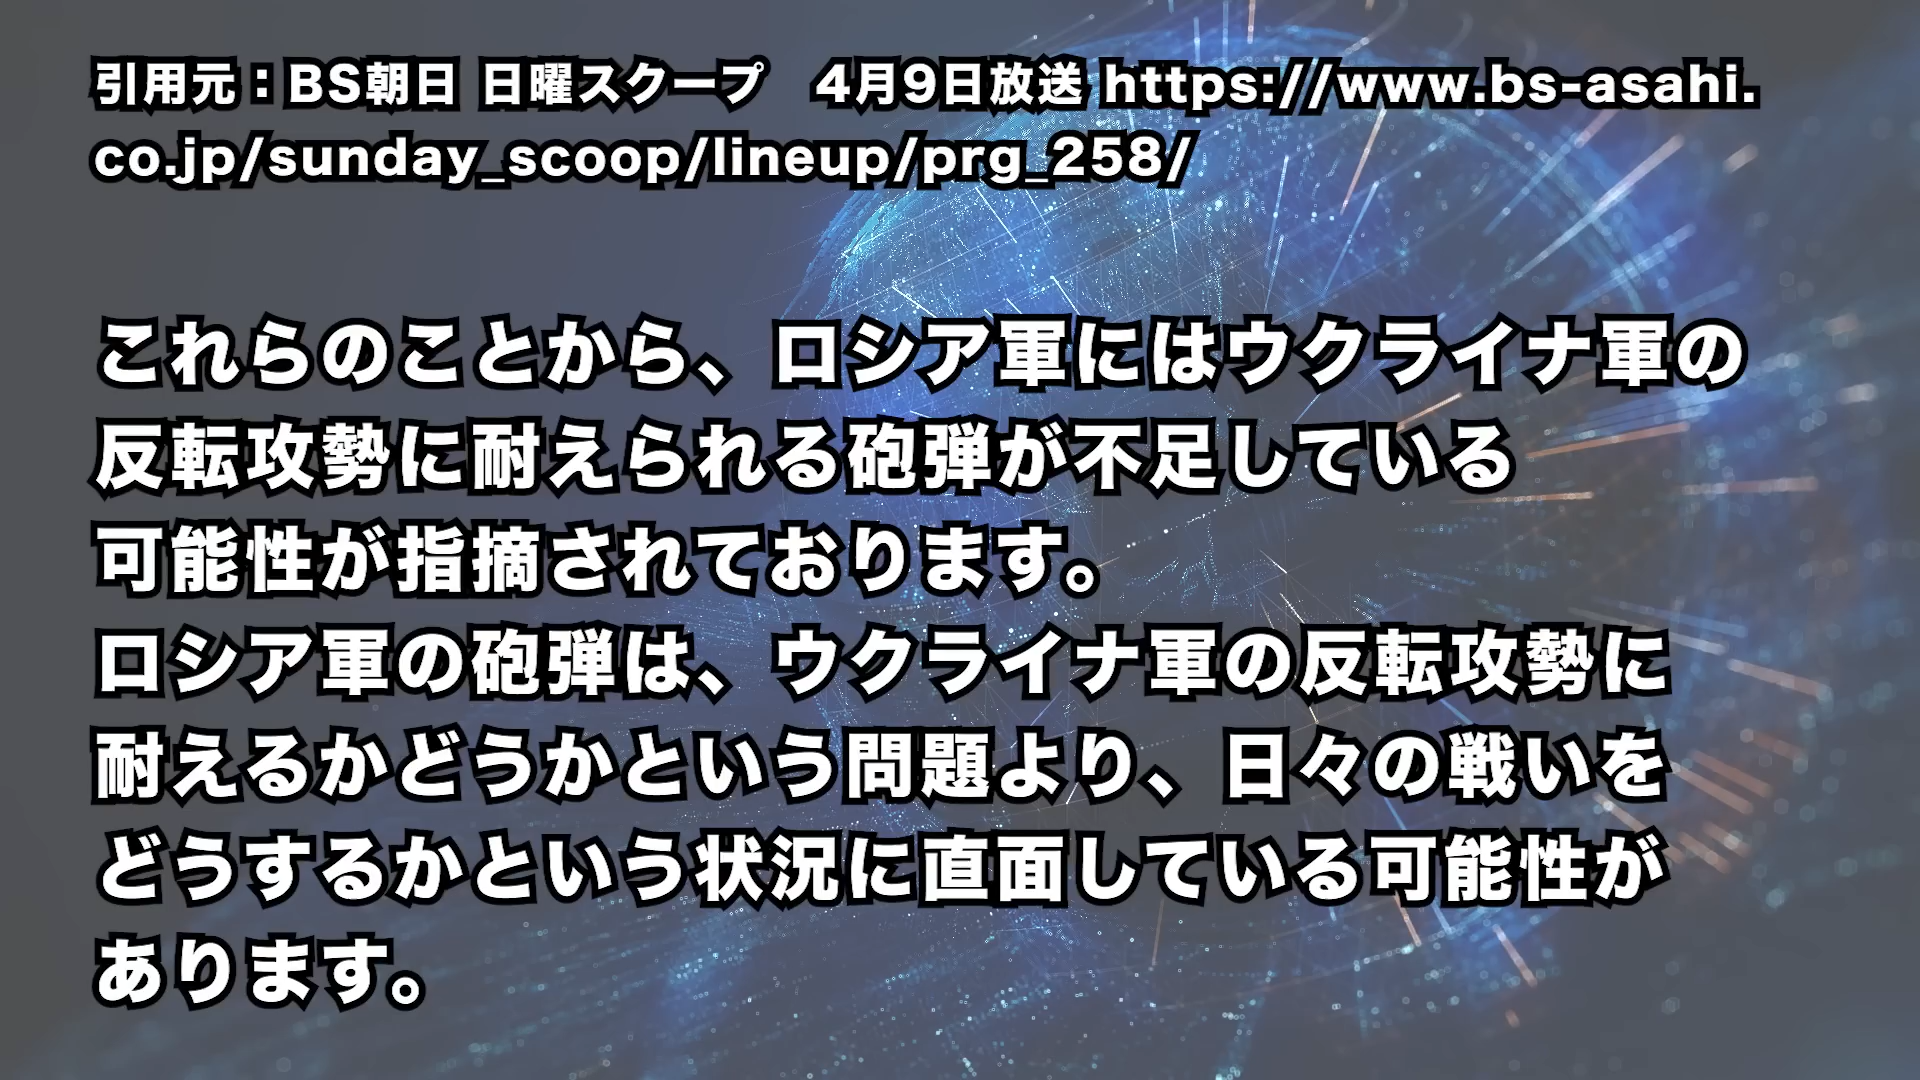 引用元：BS朝日 日曜スクープ　4月9日放送 https://www.bs-asahi.
co.jp/sunday_scoop/lineup/prg_258/
これらのことから、ロシア軍にはウクライナ軍の
反転攻勢に耐えられる砲弾が不足している
可能性が指摘されております。
ロシア軍の砲弾は、ウクライナ軍の反転攻勢に
耐えるかどうかという問題より、日々の戦いを
どうするかという状況に直面している可能性が
あります。